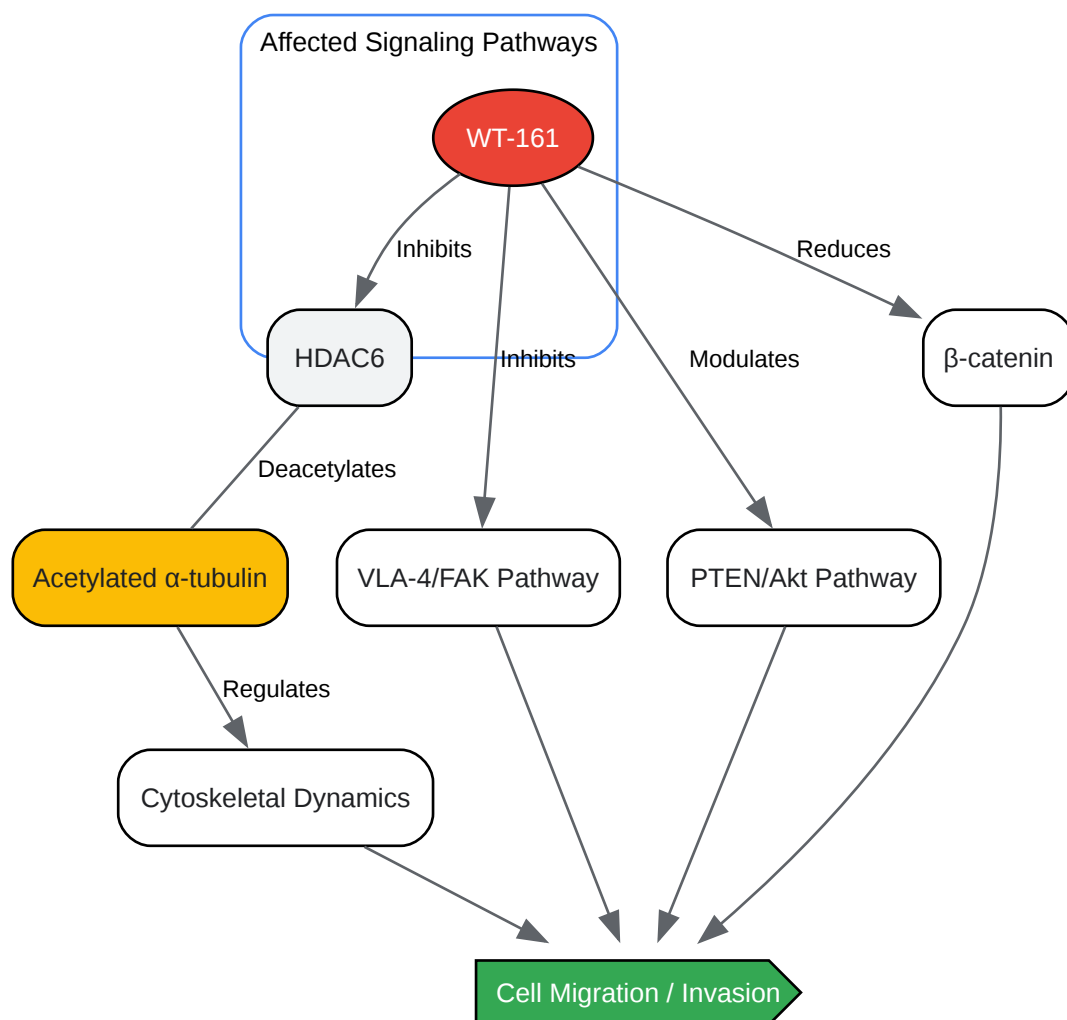 Affected Signaling Pathways
WT-161
Inhibits
Reduces
HDAC6
Inhibits
Modulates
β-catenin
Deacetylates
Acetylated α-tubulin
VLA-4/FAK Pathway
PTEN/Akt Pathway
Regulates
Cytoskeletal Dynamics
Cell Migration / Invasion